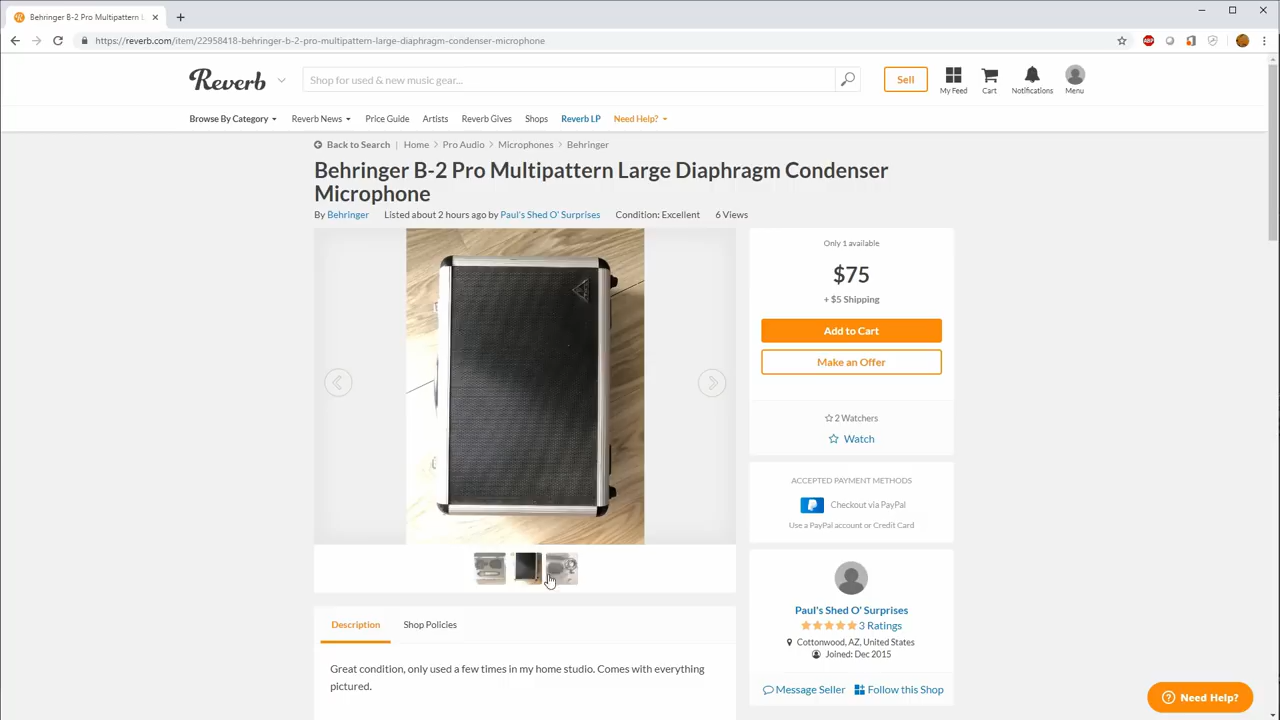 Behringer B-2 Pro Multipattern L
https://reverb.com/item/22958418-behringer-b-2-pro-multipattern-large-diaphragm-condenser-microphone
ABP
Reverb
Shop for used & new music gear...
Sell
My Feed
Cart
Notifications
Menu
Browse By Category
Reverb News
Price Guide
Artists
Reverb Gives
Shops
Reverb LP
Need Help?
Back to Search | Home > Pro Audio > Microphones > Behringer
Behringer B-2 Pro Multipattern Large Diaphragm Condenser
Microphone
By Behringer Listed about 2 hours ago by Paul's Shed O' Surprises Condition: Excellent 6 Views
Only 1 available
$75
+ $5 Shipping
Add to Cart
Make an Offer
2 Watchers
Watch
ACCEPTED PAYMENT METHODS
Checkout via PayPal
Use a PayPal account or Credit Card
Paul's Shed O' Surprises
3 Ratings
Cottonwood, AZ, United States
Joined: Dec 2015
Message Seller
Follow this Shop
Description
Shop Policies
Great condition, only used a few times in my home studio. Comes with everything
pictured.
Need Help?